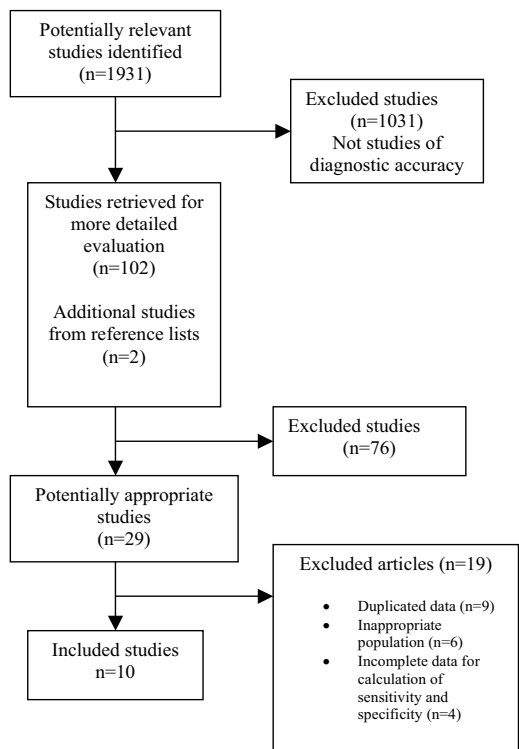 Potentially relevant
studies identified
(n=1931)
Excluded studies
(n=1031)
Not studies of
diagnostic accuracy
Studies retrieved for
more detailed
evaluation
(n=102)
Additional studies
from reference lists
(n=2)
Excluded studies
(n=76)
Potentially appropriate
studies
(n=29)
Excluded articles (n=19)
• Duplicated data (n=9)
• Inappropriate
population (n=6)
• Incomplete data for
calculation of
sensitivity and
specificity (n=4)
Included studies
n=10